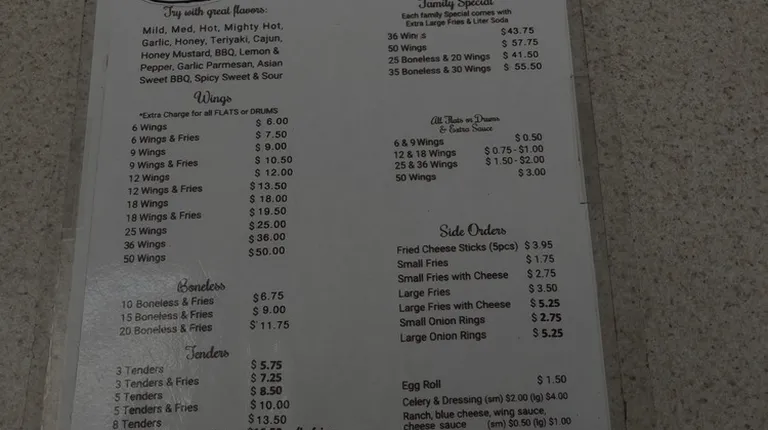 Try with great flavors:
Mild, Med, Hot, Mighty Hot,
Garlic, Honey, Teriyaki, Cajun,
Honey Mustard, BBQ, Lemon &
Pepper, Garlic Parmesan, Asian
Sweet BBQ, Spicy Sweet & Sour
Wings
*Extra Charge for all FLATS or DRUMS
6 Wings $ 6.00
6 Wings & Fries $ 7.50
9 Wings $ 9.00
9 Wings & Fries $ 10.50
12 Wings $ 12.00
12 Wings & Fries $ 13.50
18 Wings $ 18.00
18 Wings & Fries $ 19.50
25 Wings $ 25.00
36 Wings $ 36.00
50 Wings $ 50.00
Boneless
10 Boneless & Fries $ 6.75
15 Boneless & Fries $ 9.00
20 Boneless & Fries $ 11.75
Tenders
3 Tenders $ 5.75
3 Tenders & Fries $ 7.25
5 Tenders $ 8.50
5 Tenders & Fries $ 10.00
8 Tenders $ 13.50
Family Special
Each family Special comes with
Extra Large Fries & Liter Soda
36 Wings $ 43.75
50 Wings $ 57.75
25 Boneless & 20 Wings $ 41.50
35 Boneless & 30 Wings $ 55.50
All Flats or Drums
& Extra Sauce
6 & 9 Wings $ 0.50
12 & 18 Wings $ 0.75 - $1.00
25 & 36 Wings $ 1.50 - $2.00
50 Wings $ 3.00
Side Orders
Fried Cheese Sticks (5pcs) $ 3.95
Small Fries $ 1.75
Small Fries with Cheese $ 2.75
Large Fries $ 3.50
Large Fries with Cheese $ 5.25
Small Onion Rings $ 2.75
Large Onion Rings $ 5.25
Egg Roll $ 1.50
Celery & Dressing (sm) $2.00 (lg) $4.00
Ranch, blue cheese, wing sauce,
cheese sauce (sm) $0.50 (lg) $1.00